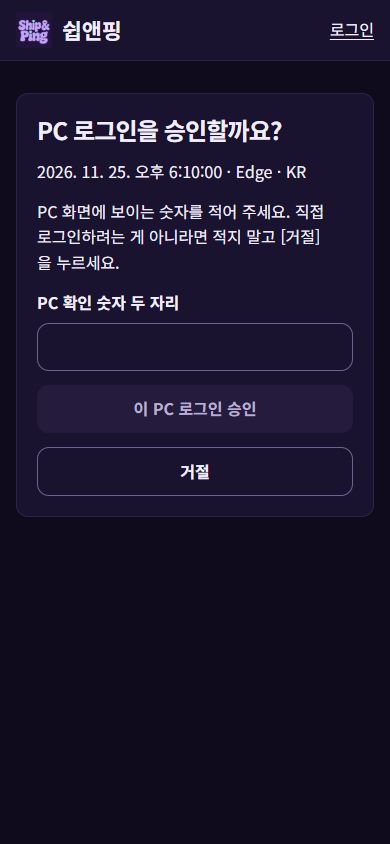 Ship&
Ping
쉽앤핑
로그인
PC 로그인을 승인할까요?
2026. 11. 25. 오후 6:10:00 · Edge · KR
PC 화면에 보이는 숫자를 적어 주세요. 직접
로그인하려는 게 아니라면 적지 말고 [거절]
을 누르세요.
PC 확인 숫자 두 자리
이 PC 로그인 승인
거절